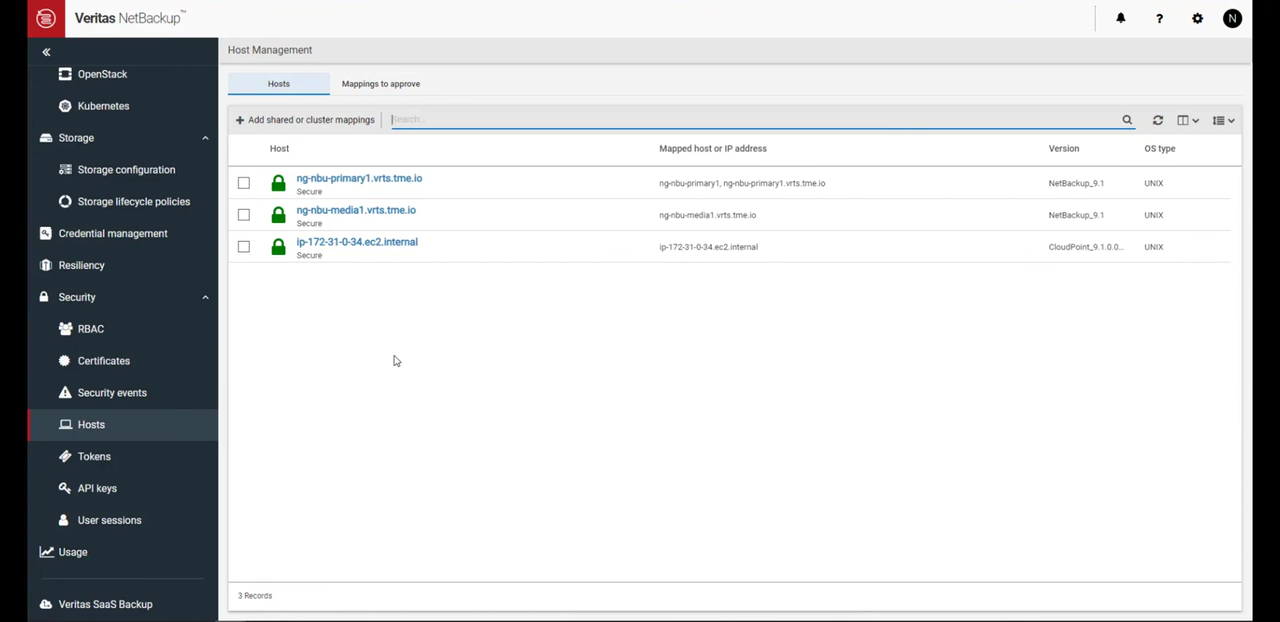 Veritas NetBackup™
N
Host Management
OpenStack
Kubernetes
Storage
Storage configuration
Storage lifecycle policies
Credential management
Resiliency
Security
RBAC
Certificates
Security events
Hosts
Tokens
API keys
User sessions
Usage
Veritas SaaS Backup
Hosts Mappings to approve
Add shared or cluster mappings Search...
Host Mapped host or IP address Version OS type
ng-nbu-primary1.vrts.tme.io ng-nbu-primary1, ng-nbu-primary1.vrts.tme.io NetBackup_9.1 UNIX
Secure
ng-nbu-media1.vrts.tme.io ng-nbu-media1.vrts.tme.io NetBackup_9.1 UNIX
Secure
ip-172-31-0-34.ec2.internal ip-172-31-0-34.ec2.internal CloudPoint_9.1.0.0... UNIX
Secure
3 Records